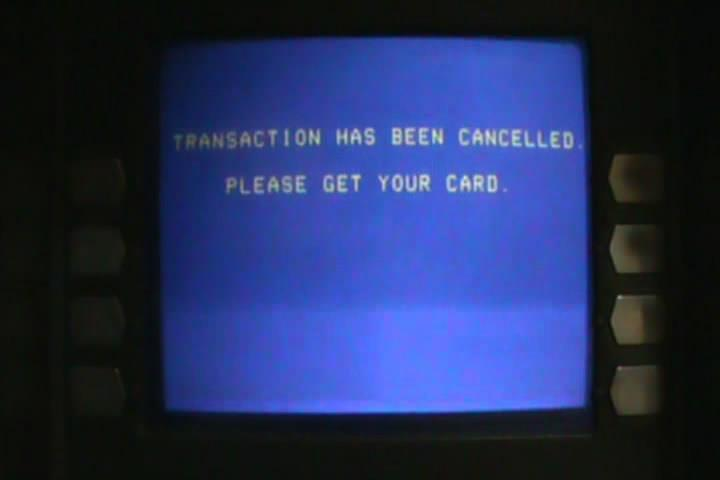 TRANSACTION HAS BEEN CANCELLED.
PLEASE GET YOUR CARD.